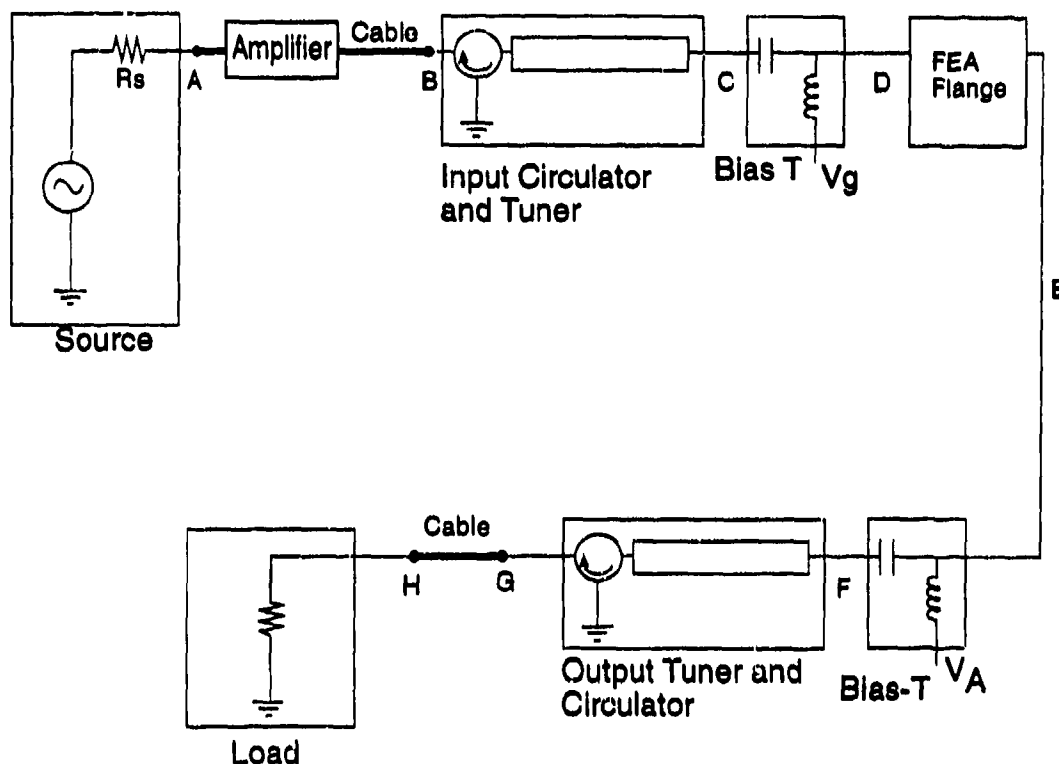 Rs
A
Amplifier
Cable
B
C
D
FEA
Flange
Input Circulator
and Tuner
Bias T
Vg
Source
E
Cable
H
G
F
Output Tuner and
Circulator
Bias-T
VA
Load